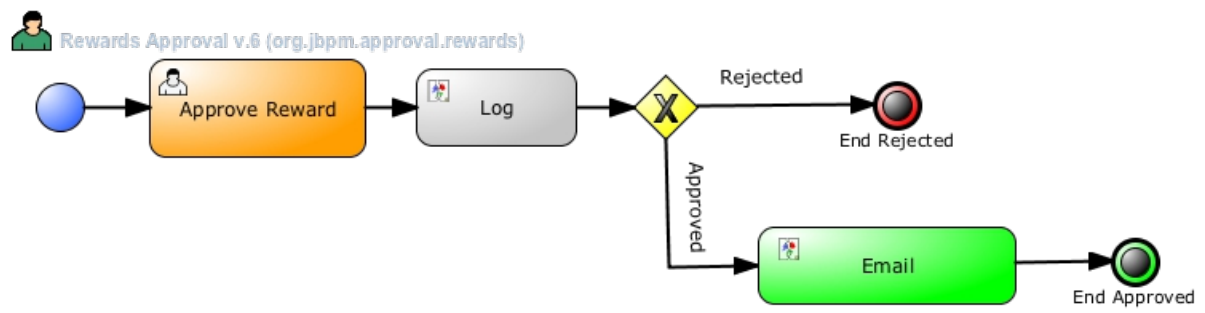 Rewards Approval v.6 (org.jbpm.approval.rewards)
Approve Reward
Log
Rejected
End Rejected
Approved
Email
End Approved